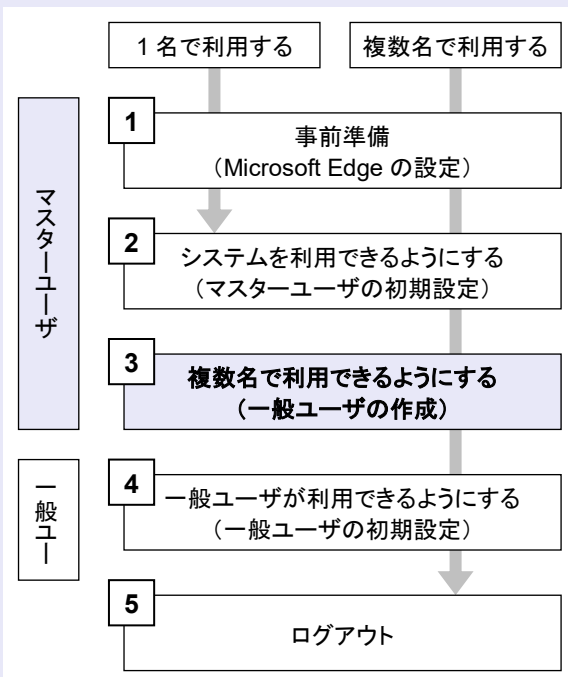 1 名で利用する
複数名で利用する
マスターユーザ
1
事前準備
（Microsoft Edge の設定）
2
システムを利用できるようにする
（マスターユーザの初期設定）
3
複数名で利用できるようにする
（一般ユーザの作成）
一般ユー
4
一般ユーザが利用できるようにする
（一般ユーザの初期設定）
5
ログアウト